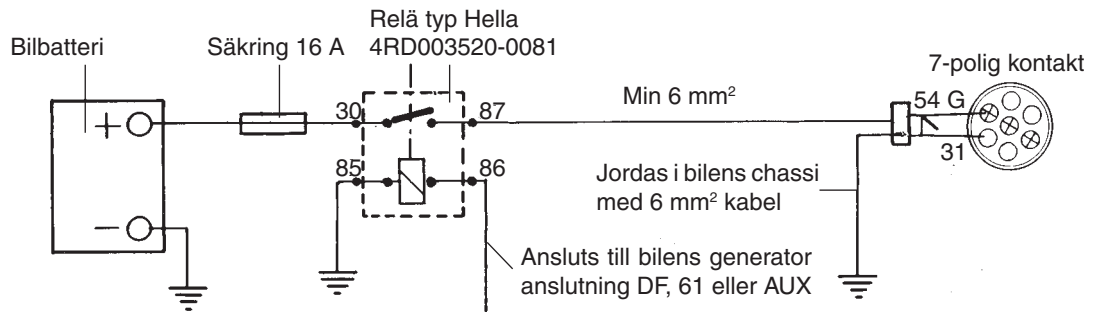 Relä typ Hella
Bilbatteri
Säkring 16 A
4RD003520-0081
7-polig kontakt
+
30
87
Min 6 mm²
54 G
31
85
86
Jordas i bilens chassi
med 6 mm² kabel
−
Ansluts till bilens generator
anslutning DF, 61 eller AUX